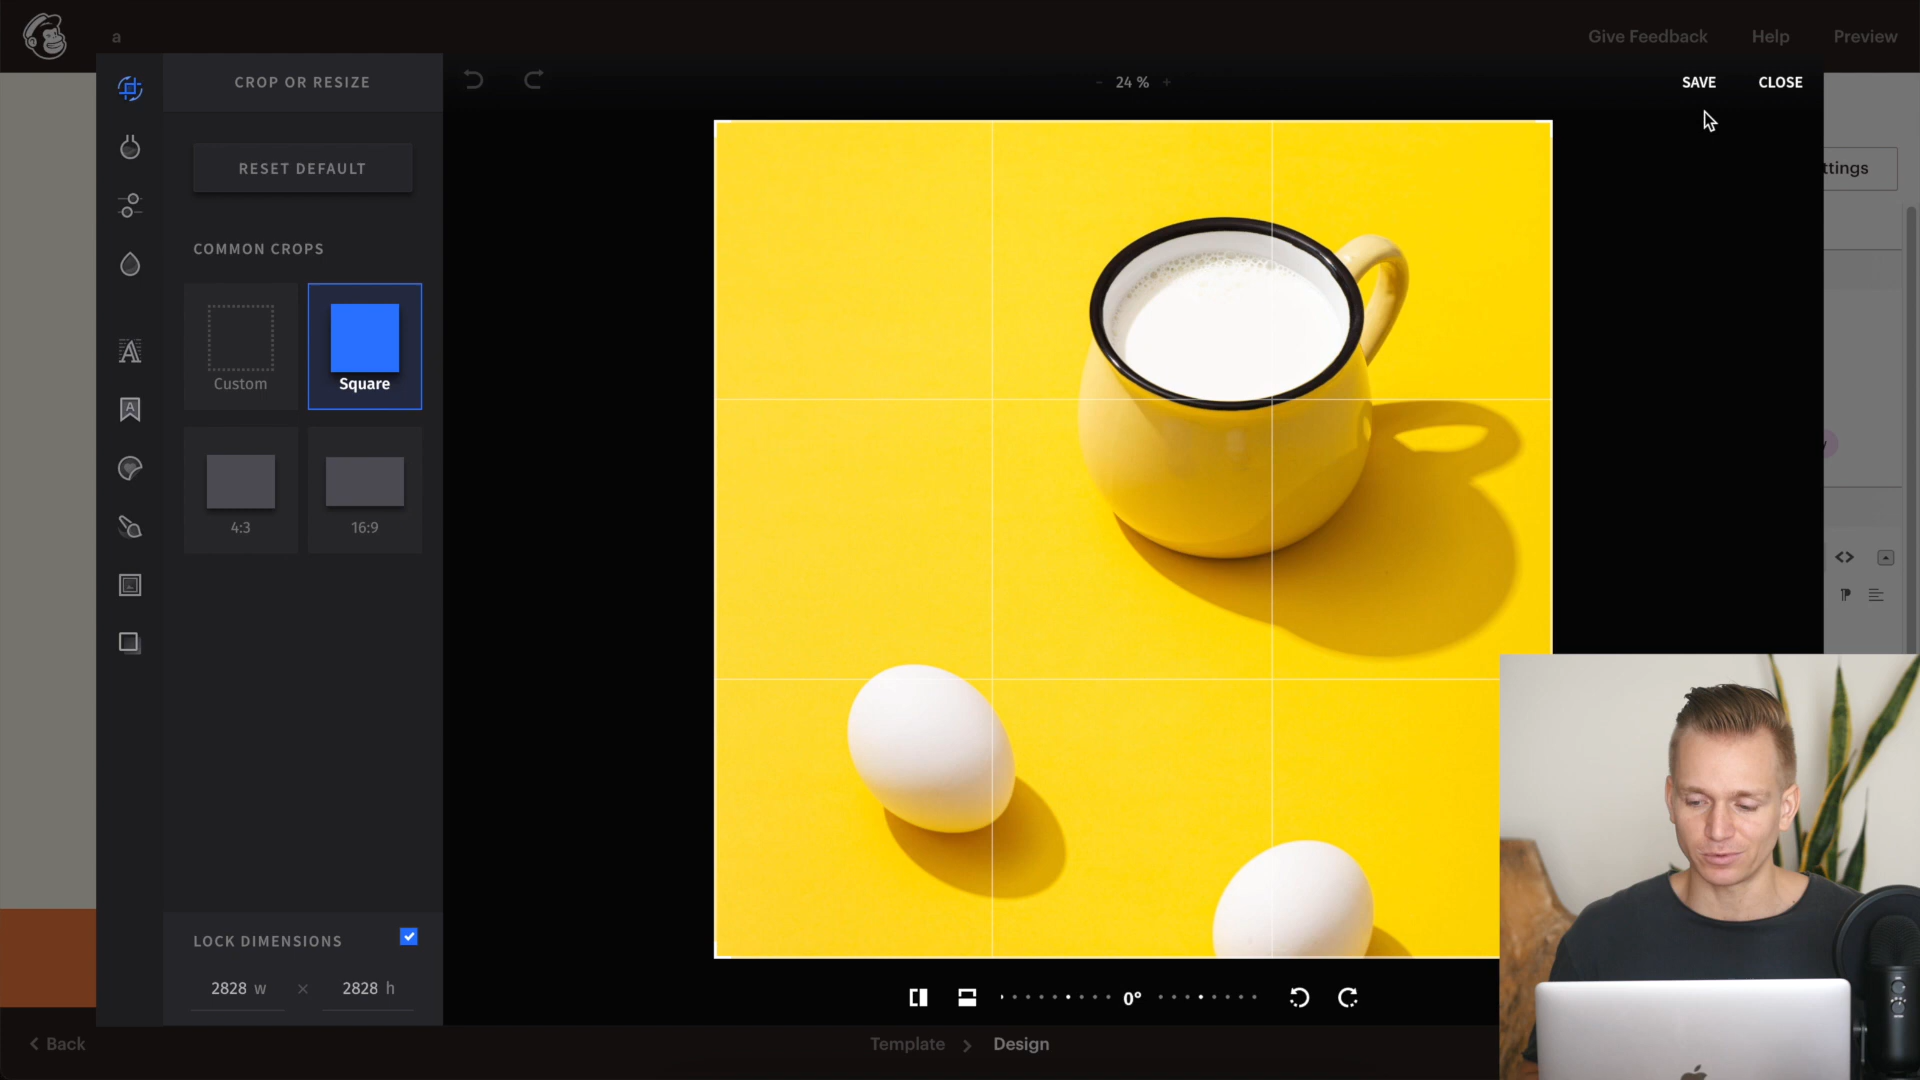 a
Give Feedback Help Preview
CROP OR RESIZE
- 24 % +
SAVE CLOSE
RESET DEFAULT
ttings
COMMON CROPS
Custom
Square
4:3
16:9
LOCK DIMENSIONS
2828 w × 2828 h
0°
Back
Template > Design